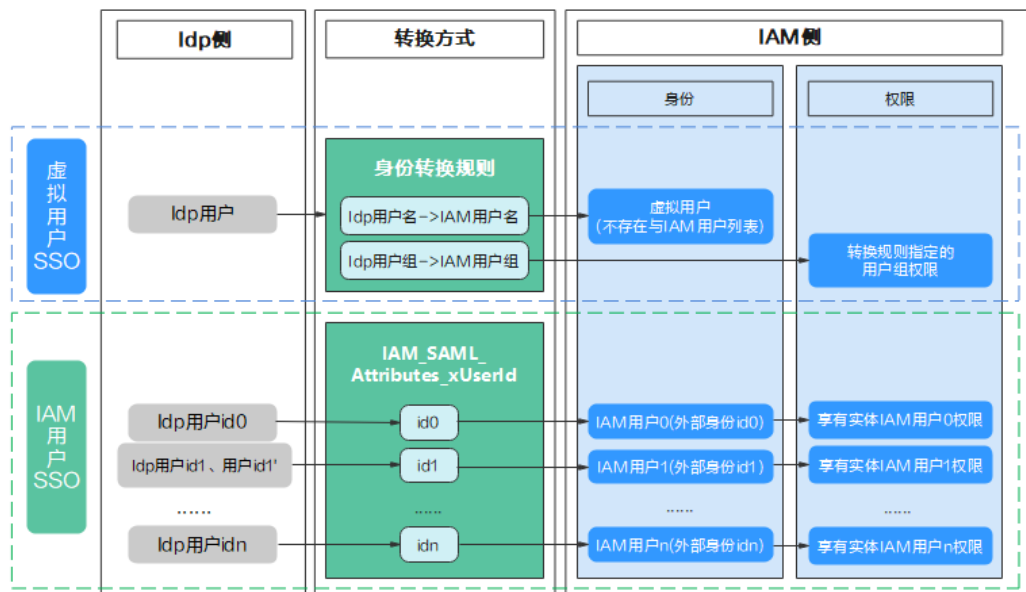 Idp侧
转换方式
IAM侧
身份
权限
虚拟用户SSO
身份转换规则
Idp用户
Idp用户名->IAM用户名
虚拟用户
(不存在与IAM用户列表)
Idp用户组->IAM用户组
转换规则指定的
用户组权限
IAM用户SSO
IAM_SAML_
Attributes_xUserId
Idp用户id0
id0
IAM用户0(外部身份id0)
享有实体IAM用户0权限
Idp用户id1、用户id1'
id1
IAM用户1(外部身份id1)
享有实体IAM用户1权限
......
......
......
......
Idp用户idn
idn
IAM用户n(外部身份idn)
享有实体IAM用户n权限